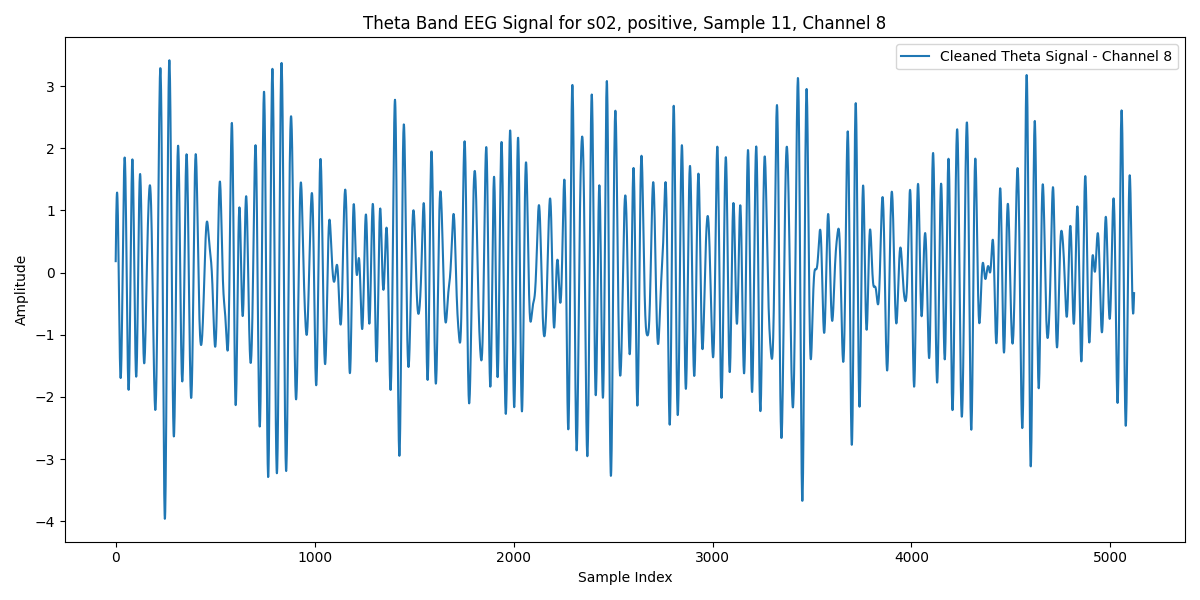 Theta Band EEG Signal for s02, positive, Sample 11, Channel 8
Cleaned Theta Signal - Channel 8
Amplitude
3
2
1
0
−1
−2
−3
−4
0 1000 2000 3000 4000 5000
Sample Index